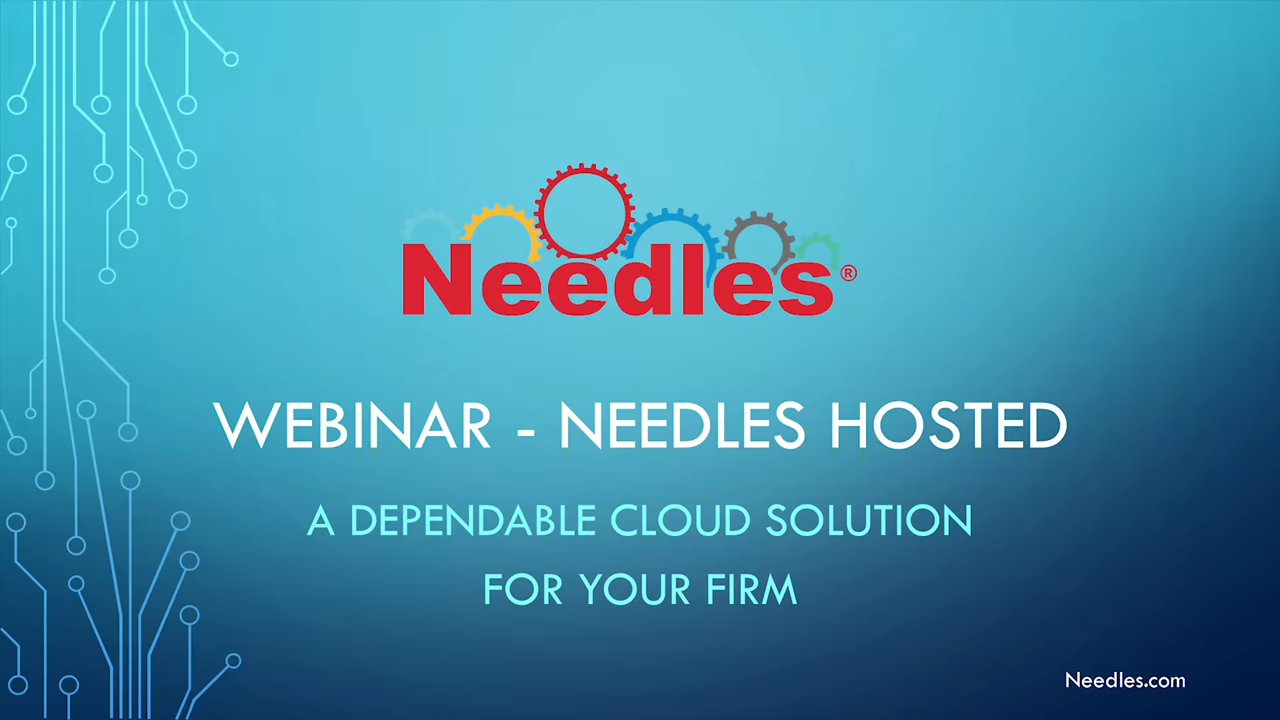 Needles®
WEBINAR - NEEDLES HOSTED
A DEPENDABLE CLOUD SOLUTION
FOR YOUR FIRM
Needles.com